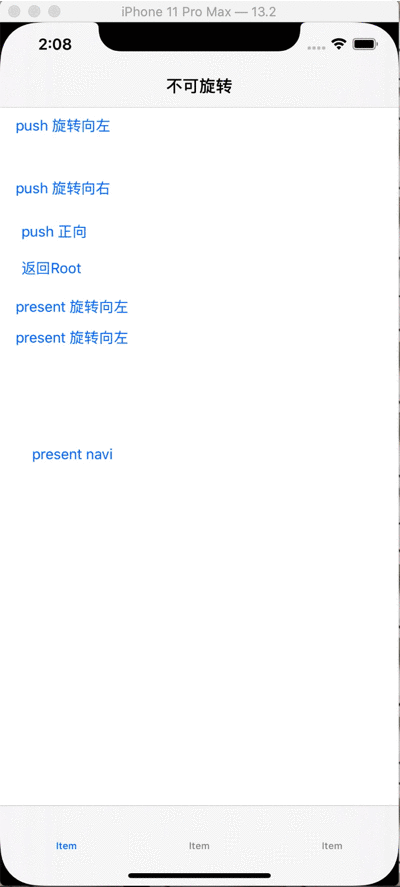 iPhone 11 Pro Max — 13.2
2:08
不可旋转
push 旋转向左
push 旋转向右
push 正向
返回Root
present 旋转向左
present 旋转向左
present navi
Item Item Item